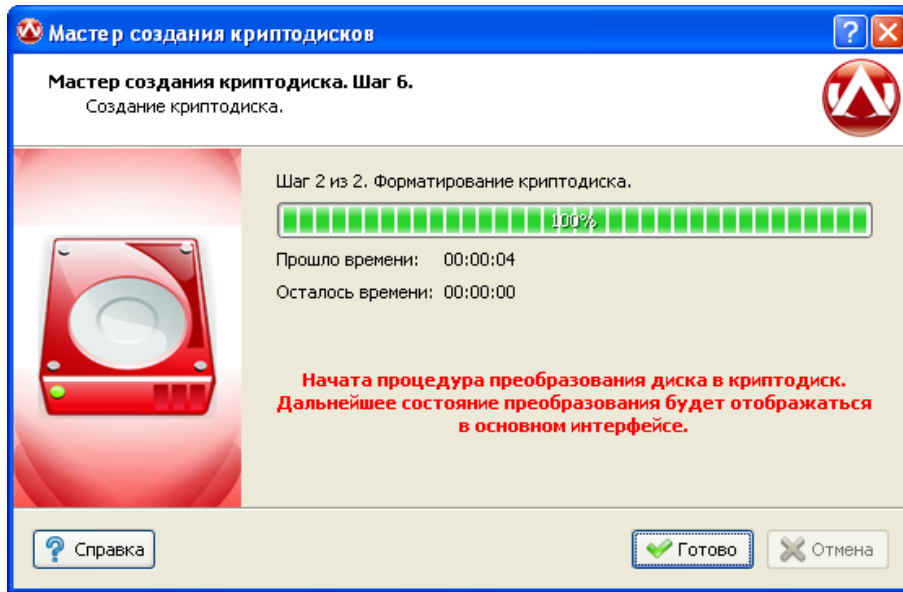 Мастер создания криптодисков
Мастер создания криптодиска. Шаг 6.
Создание криптодиска.
Шаг 2 из 2. Форматирование криптодиска.
100%
Прошло времени: 00:00:04
Осталось времени: 00:00:00
Начата процедура преобразования диска в криптодиск.
Дальнейшее состояние преобразования будет отображаться
в основном интерфейсе.
Справка
Готово
Отмена